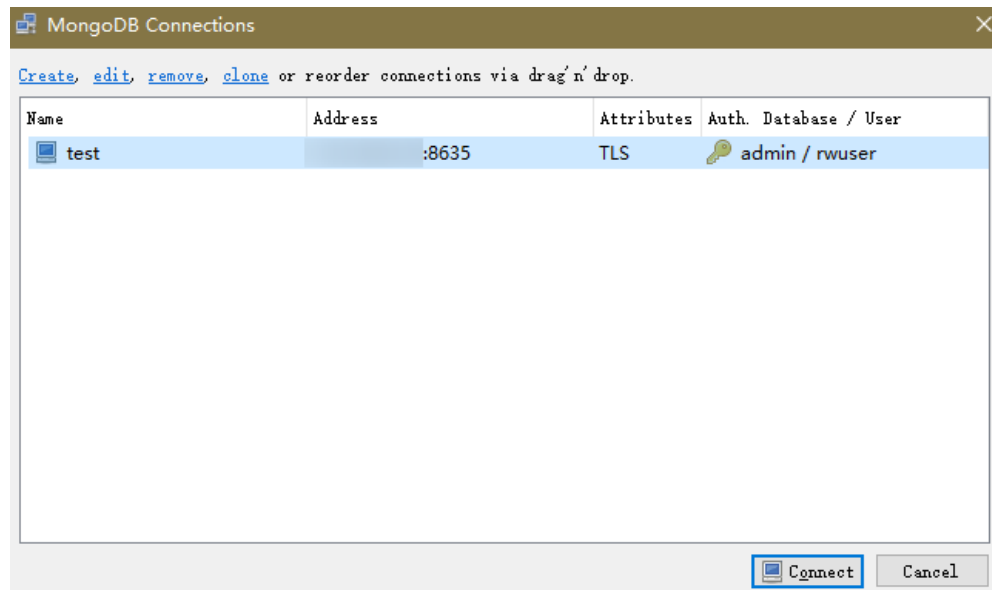 MongoDB Connections
Create, edit, remove, clone or reorder connections via drag'n'drop.
Name Address Attributes Auth. Database / User
test :8635 TLS admin / rwuser
Connect Cancel